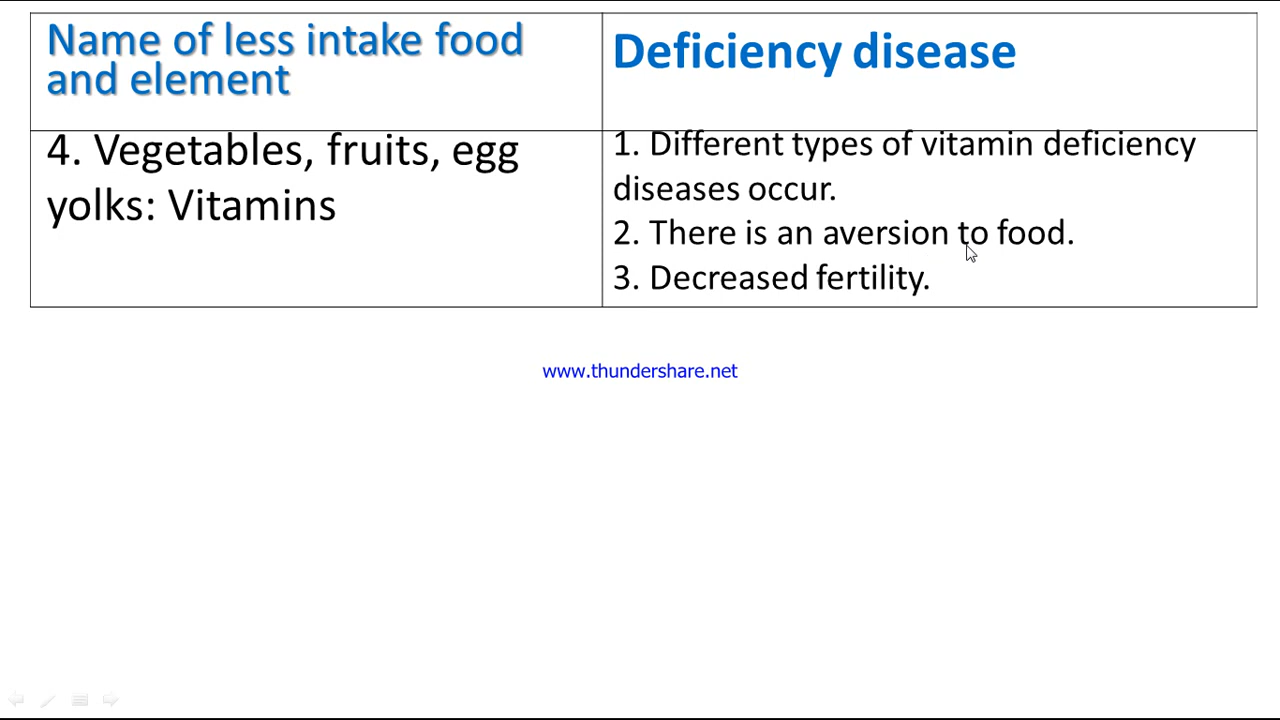 Name of less intake food
and element
Deficiency disease
4. Vegetables, fruits, egg
yolks: Vitamins
1. Different types of vitamin deficiency
diseases occur.
2. There is an aversion to food.
3. Decreased fertility.
www.thundershare.net